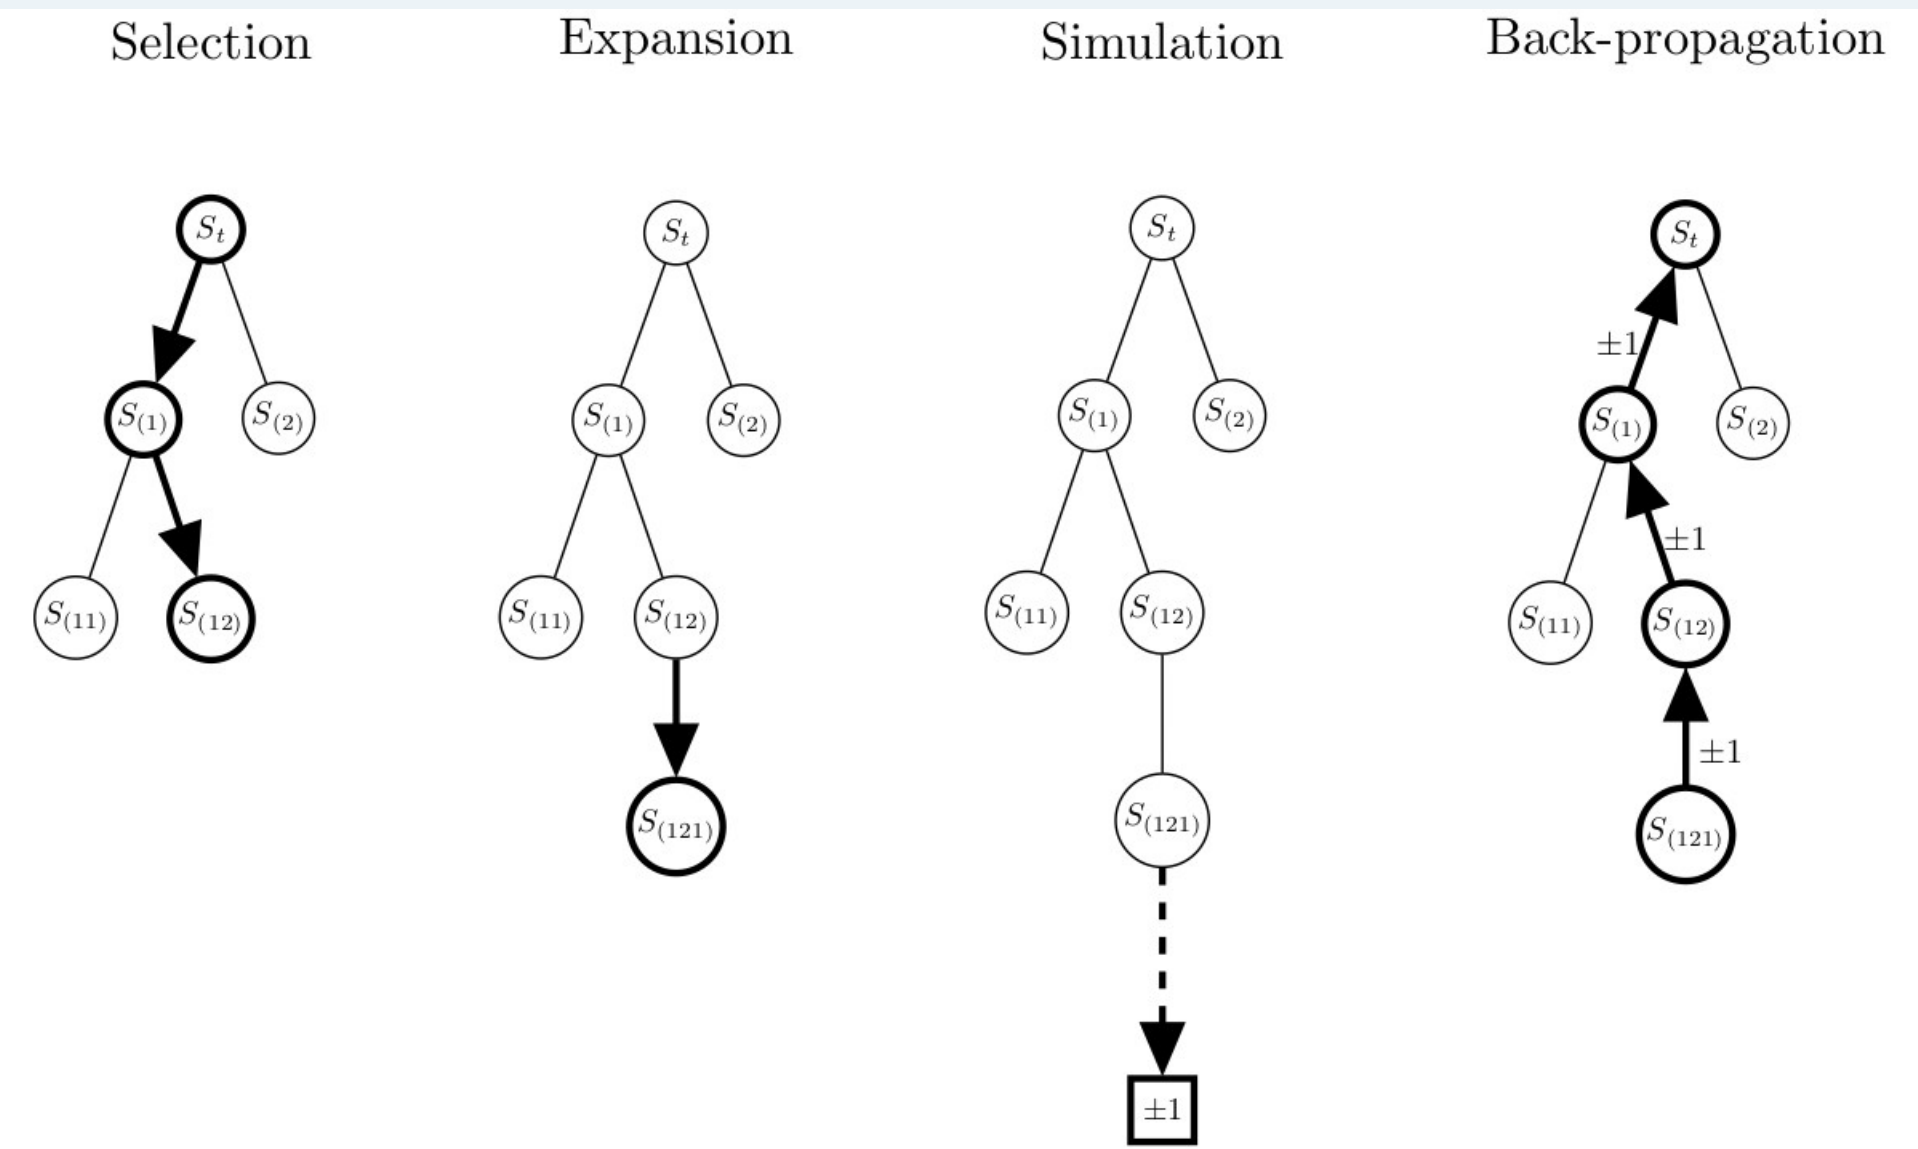 Selection Expansion Simulation Back-propagation
S_t S_t S_t S_t
±1
S_(1) S_(2) S_(1) S_(2) S_(1) S_(2) S_(1) S_(2)
±1
S_(11) S_(12) S_(11) S_(12) S_(11) S_(12) S_(11) S_(12)
±1
S_(121) S_(121) S_(121)
±1